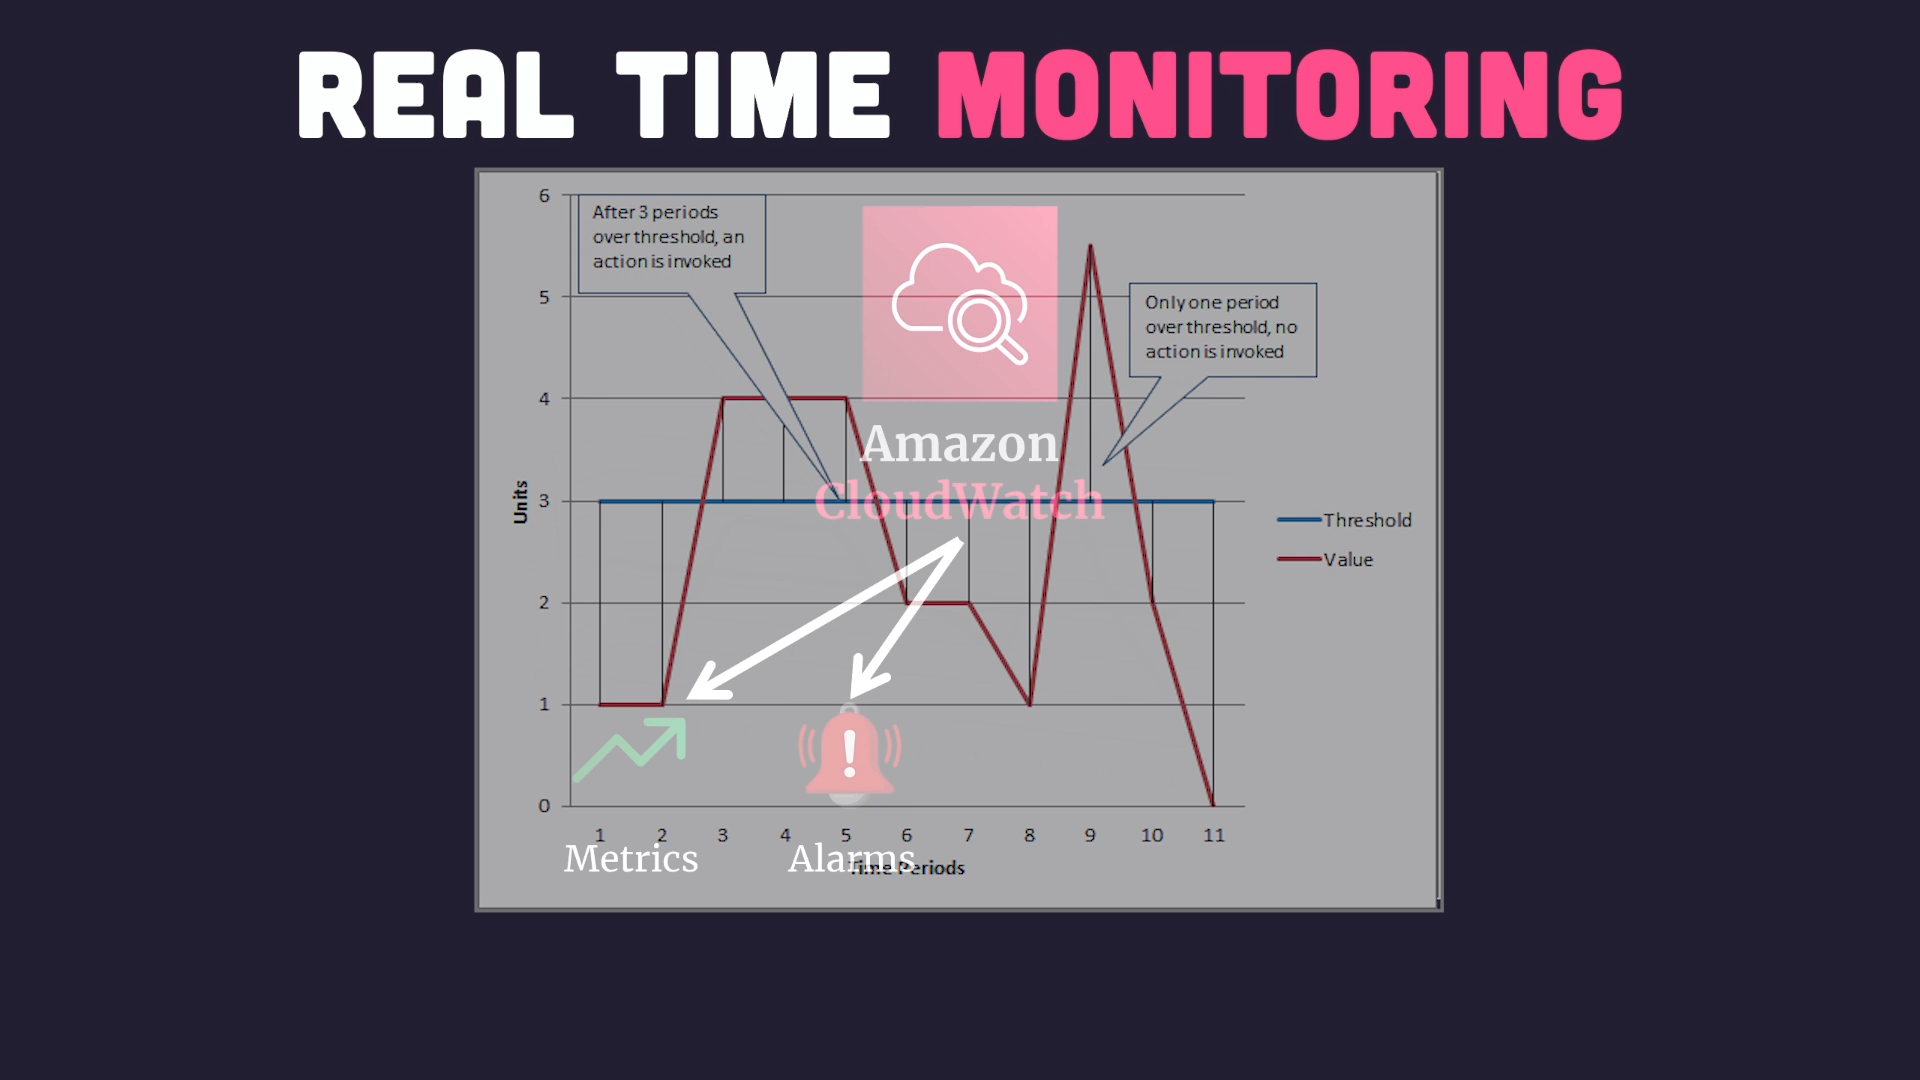 REAL TIME MONITORING
6
After 3 periods
over threshold, an
action is invoked
5
Only one period
over threshold, no
action is invoked
4
Amazon
CloudWatch
Units
3
Threshold
Value
2
1
!
0
1 2 3 4 5 6 7 8 9 10 11
Metrics
Alarms
Time Periods